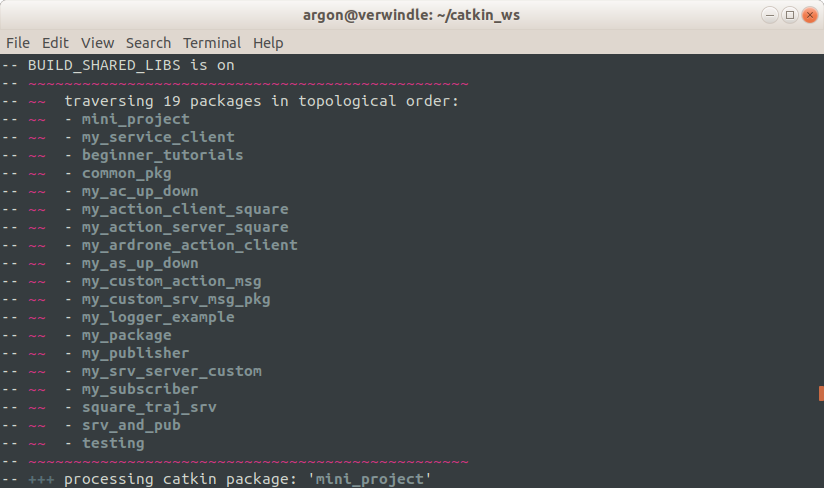 argon@verwindle: ~/catkin_ws
File Edit View Search Terminal Help
-- BUILD_SHARED_LIBS is on
-- ~~~~~~~~~~~~~~~~~~~~~~~~~~~~~~~~~~~~~~~~~~~~~~~~~
-- ~~  traversing 19 packages in topological order:
-- ~~  - mini_project
-- ~~  - my_service_client
-- ~~  - beginner_tutorials
-- ~~  - common_pkg
-- ~~  - my_ac_up_down
-- ~~  - my_action_client_square
-- ~~  - my_action_server_square
-- ~~  - my_ardrone_action_client
-- ~~  - my_as_up_down
-- ~~  - my_custom_action_msg
-- ~~  - my_custom_srv_msg_pkg
-- ~~  - my_logger_example
-- ~~  - my_package
-- ~~  - my_publisher
-- ~~  - my_srv_server_custom
-- ~~  - my_subscriber
-- ~~  - square_traj_srv
-- ~~  - srv_and_pub
-- ~~  - testing
-- ~~~~~~~~~~~~~~~~~~~~~~~~~~~~~~~~~~~~~~~~~~~~~~~~~
-- +++ processing catkin package: 'mini_project'